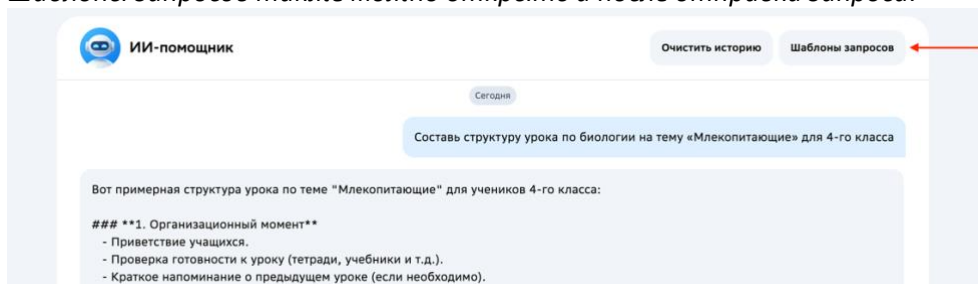 Шаблоны запросов также можно открыть и после отправки запроса.
ИИ-помощник
Очистить историю
Шаблоны запросов
Сегодня
Составь структуру урока по биологии на тему «Млекопитающие» для 4-го класса
Вот примерная структура урока по теме "Млекопитающие" для учеников 4-го класса:
### **1. Организационный момент**
- Приветствие учащихся.
- Проверка готовности к уроку (тетради, учебники и т.д.).
- Краткое напоминание о предыдущем уроке (если необходимо).